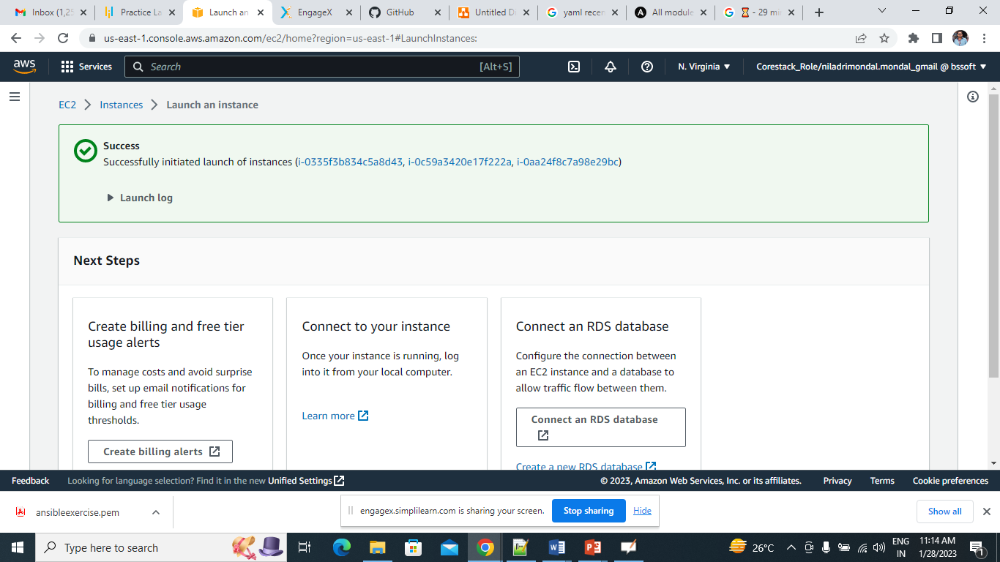 Inbox (1,25
Practice La
Launch an
EngageX
GitHub
Untitled Di
yaml recen
All module
- 29 mi
us-east-1.console.aws.amazon.com/ec2/home?region=us-east-1#LaunchInstances:
aws
Services
Search
[Alt+S]
N. Virginia
Corestack_Role/niladrimondal.mondal_gmail @ bssoft
EC2
Instances
Launch an instance
Success
Successfully initiated launch of instances (i-0335f3b834c5a8d43, i-0c59a3420e17f222a, i-0aa24f8c7a98e29bc)
Launch log
Next Steps
Create billing and free tier
usage alerts
To manage costs and avoid surprise
bills, set up email notifications for
billing and free tier usage
thresholds.
Create billing alerts
Connect to your instance
Once your instance is running, log
into it from your local computer.
Learn more
Connect an RDS database
Configure the connection between
an EC2 instance and a database to
allow traffic flow between them.
Connect an RDS database
Create a new RDS database
Feedback
Looking for language selection? Find it in the new Unified Settings
© 2023, Amazon Web Services, Inc. or its affiliates.
Privacy
Terms
Cookie preferences
ansibleexercise.pem
engagex.simplilearn.com is sharing your screen.
Stop sharing
Hide
Show all
Type here to search
26°C
ENG
IN
11:14 AM
1/28/2023
1